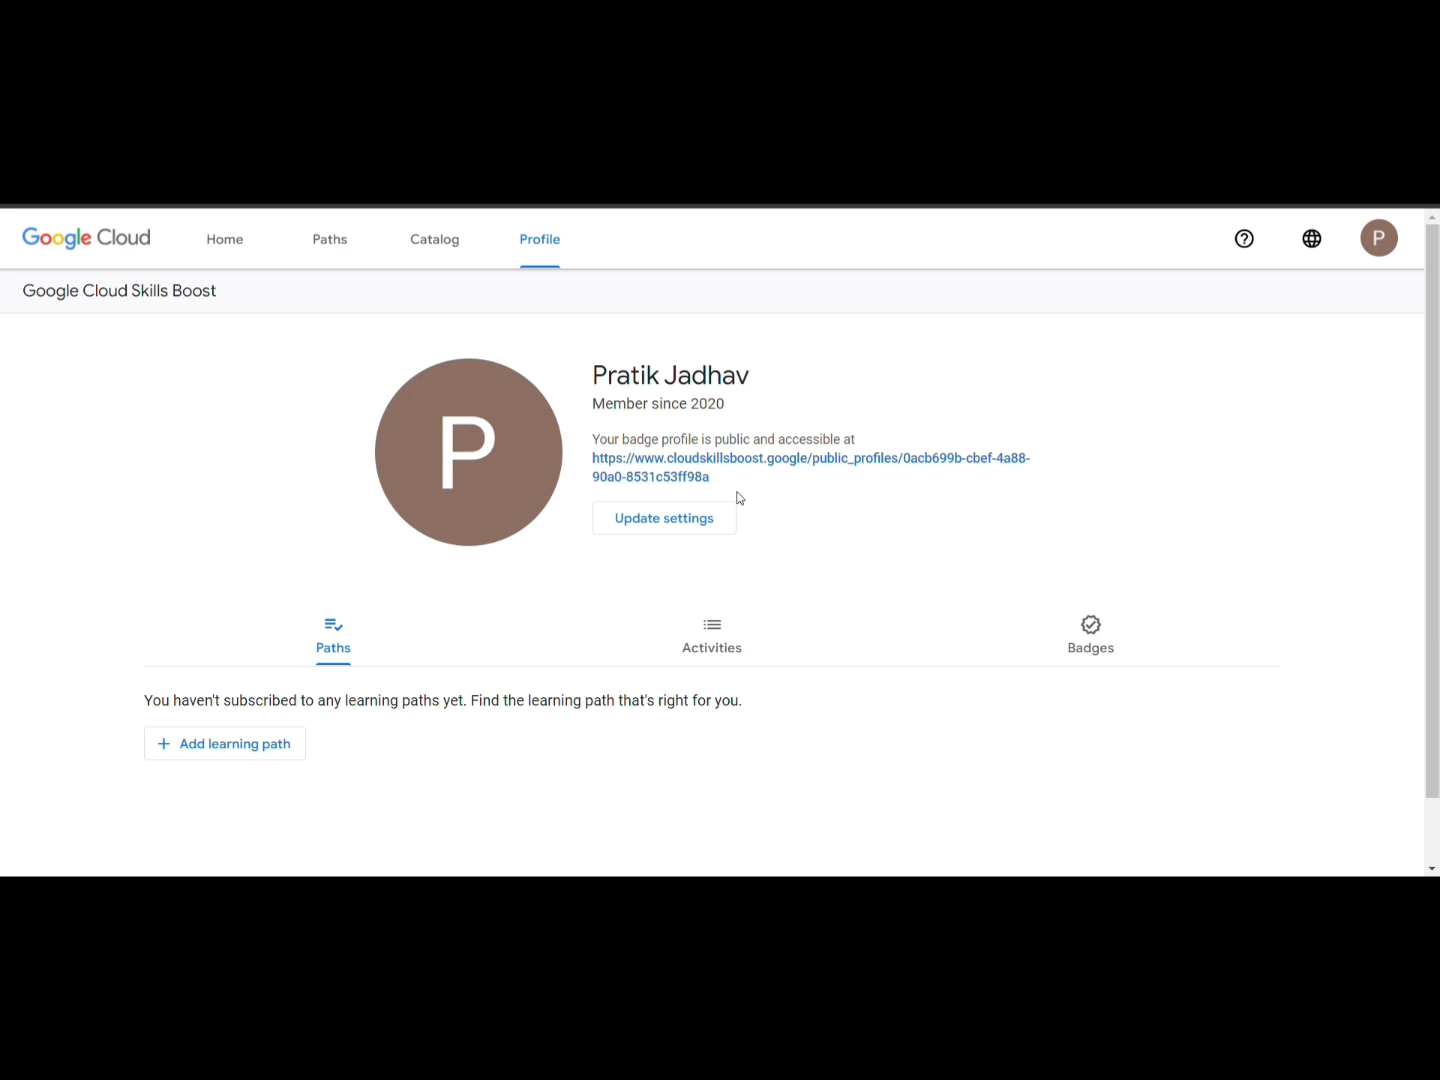 Google Cloud Home Paths Catalog Profile P
Google Cloud Skills Boost
P
Pratik Jadhav
Member since 2020
Your badge profile is public and accessible at
https://www.cloudskillsboost.google/public_profiles/0acb699b-cbef-4a88-
90a0-8531c53ff98a
Update settings
Paths Activities Badges
You haven't subscribed to any learning paths yet. Find the learning path that's right for you.
+ Add learning path